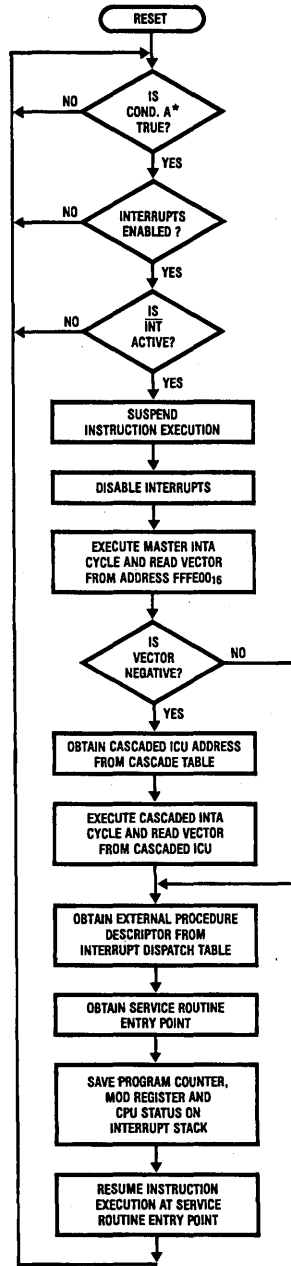 RESET
IS
COND. A*
TRUE?
NO
YES
INTERRUPTS
ENABLED ?
NO
YES
IS
INT
ACTIVE?
NO
YES
SUSPEND
INSTRUCTION EXECUTION
DISABLE INTERRUPTS
EXECUTE MASTER INTA
CYCLE AND READ VECTOR
FROM ADDRESS FFFE00₁₆
IS
VECTOR
NEGATIVE?
NO
YES
OBTAIN CASCADED ICU ADDRESS
FROM CASCADE TABLE
EXECUTE CASCADED INTA
CYCLE AND READ VECTOR
FROM CASCADED ICU
OBTAIN EXTERNAL PROCEDURE
DESCRIPTOR FROM
INTERRUPT DISPATCH TABLE
OBTAIN SERVICE ROUTINE
ENTRY POINT
SAVE PROGRAM COUNTER,
MOD REGISTER AND
CPU STATUS ON
INTERRUPT STACK
RESUME INSTRUCTION
EXECUTION AT SERVICE
ROUTINE ENTRY POINT